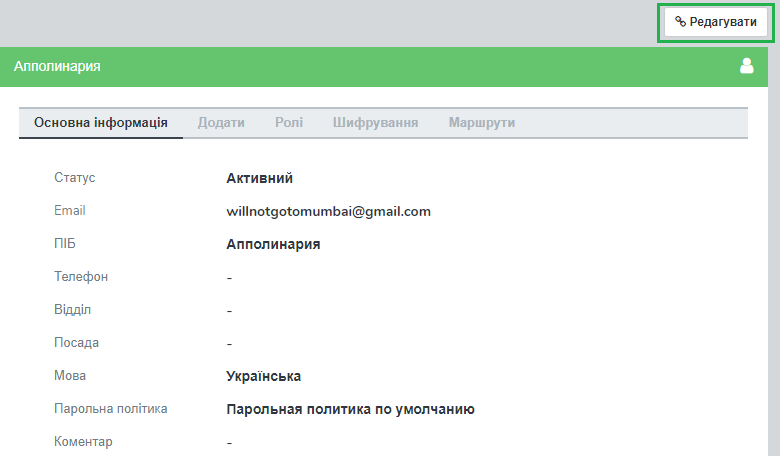 Редагувати
Апполинария
Основна інформація Додати Ролі Шифрування Маршрути
Статус Активний
Email willnotgotomumbai@gmail.com
ПІБ Апполинария
Телефон -
Відділ -
Посада -
Мова Українська
Парольна політика Парольная политика по умолчанию
Коментар -